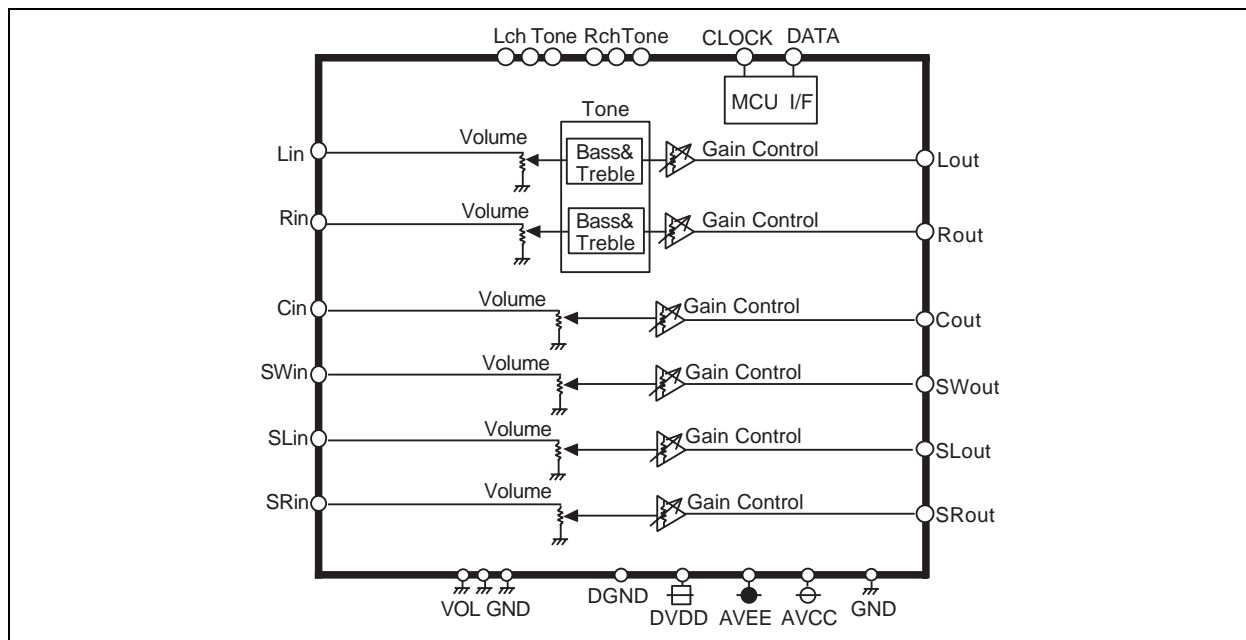 Lch Tone RchTone CLOCK DATA
MCU I/F
Tone
Lin Volume Bass& Treble Gain Control Lout
Rin Volume Bass& Treble Gain Control Rout
Cin Volume Gain Control Cout
SWin Volume Gain Control SWout
SLin Volume Gain Control SLout
SRin Volume Gain Control SRout
VOL GND DGND DVDD AVEE AVCC GND